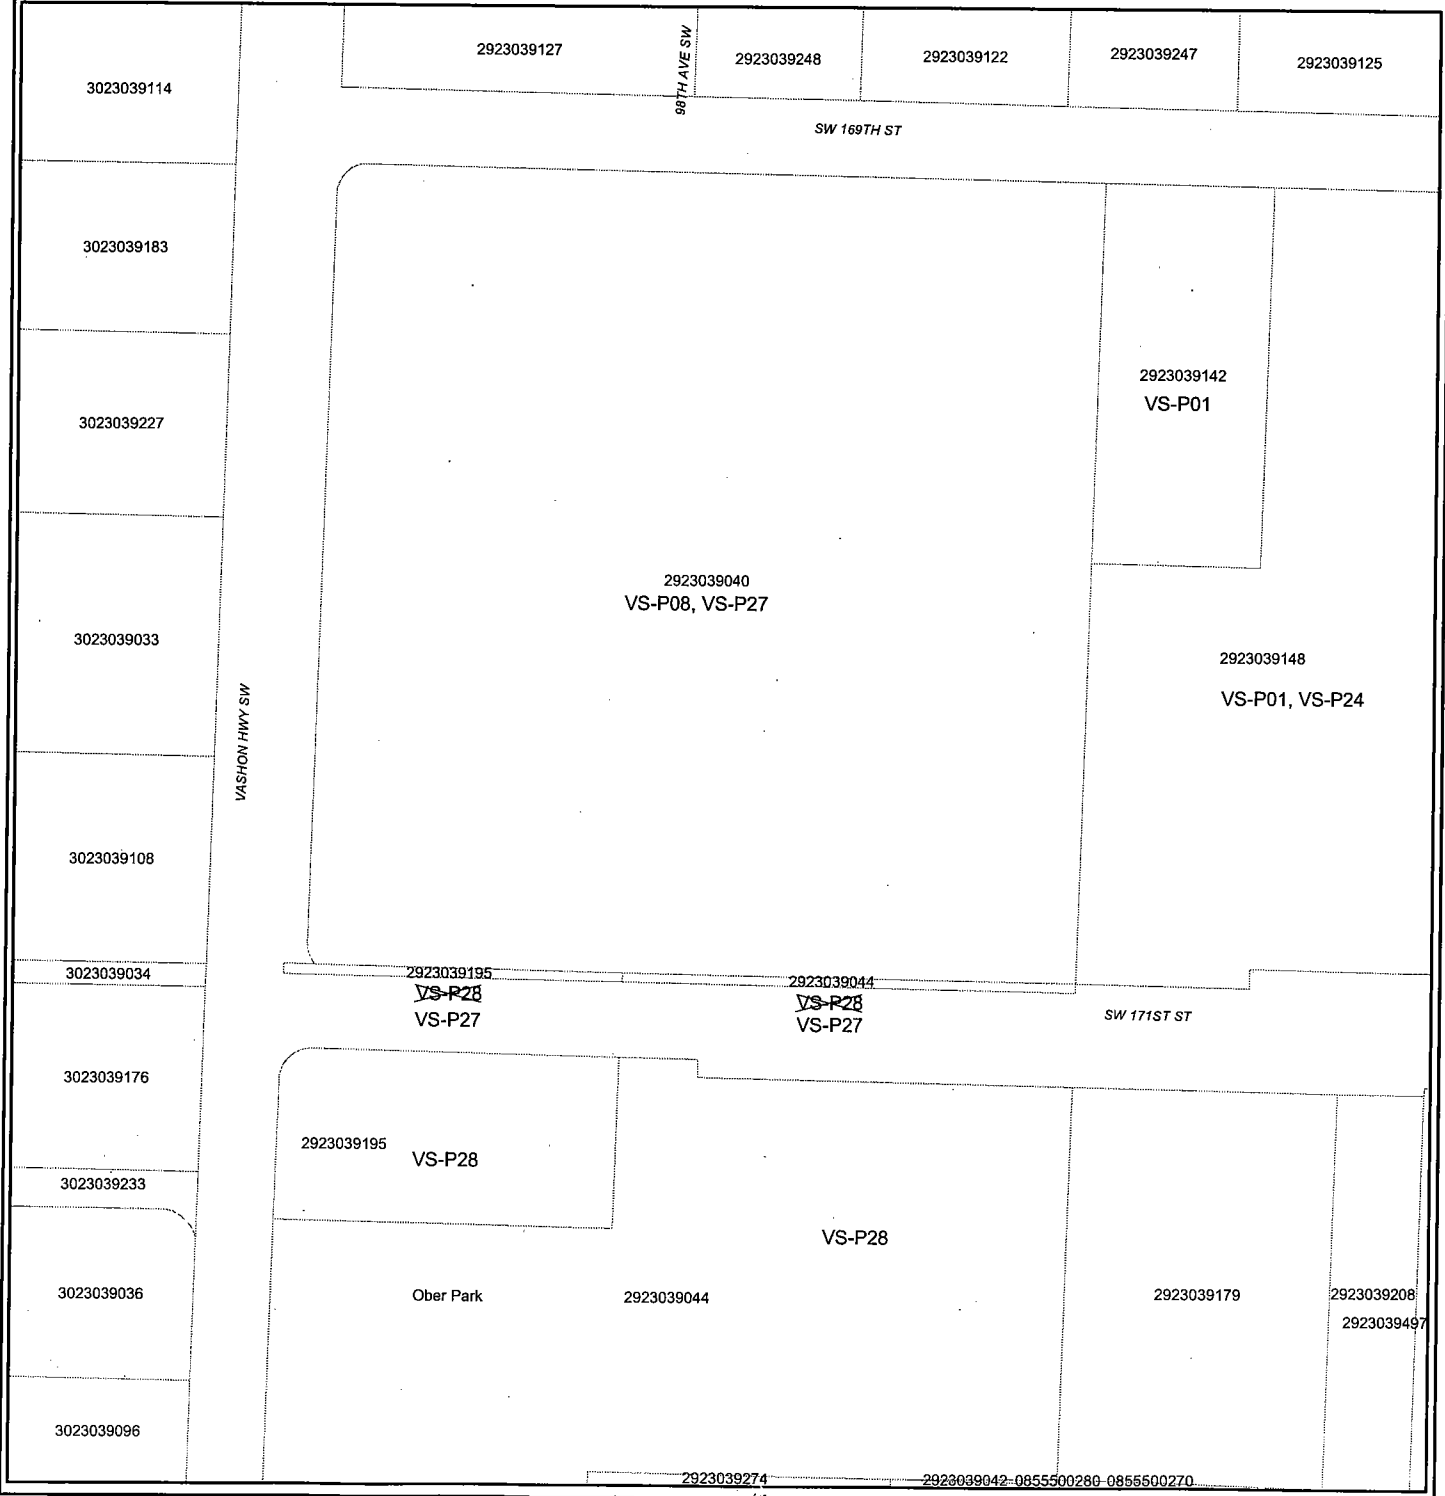 2923039127
98TH AVE SW
2923039248
2923039122
2923039247
2923039125
3023039114
SW 169TH ST
3023039183
2923039142
VS-P01
3023039227
2923039040
VS-P08, VS-P27
3023039033
2923039148
VS-P01, VS-P24
VASHON HWY SW
3023039108
3023039034
2923039195
VS-P28
VS-P27
2923039044
VS-P28
VS-P27
SW 171ST ST
3023039176
2923039195
VS-P28
3023039233
VS-P28
3023039036
Ober Park
2923039044
2923039179
2923039208
2923039497
3023039096
2923039274
2923039042 0855500280 0855500270